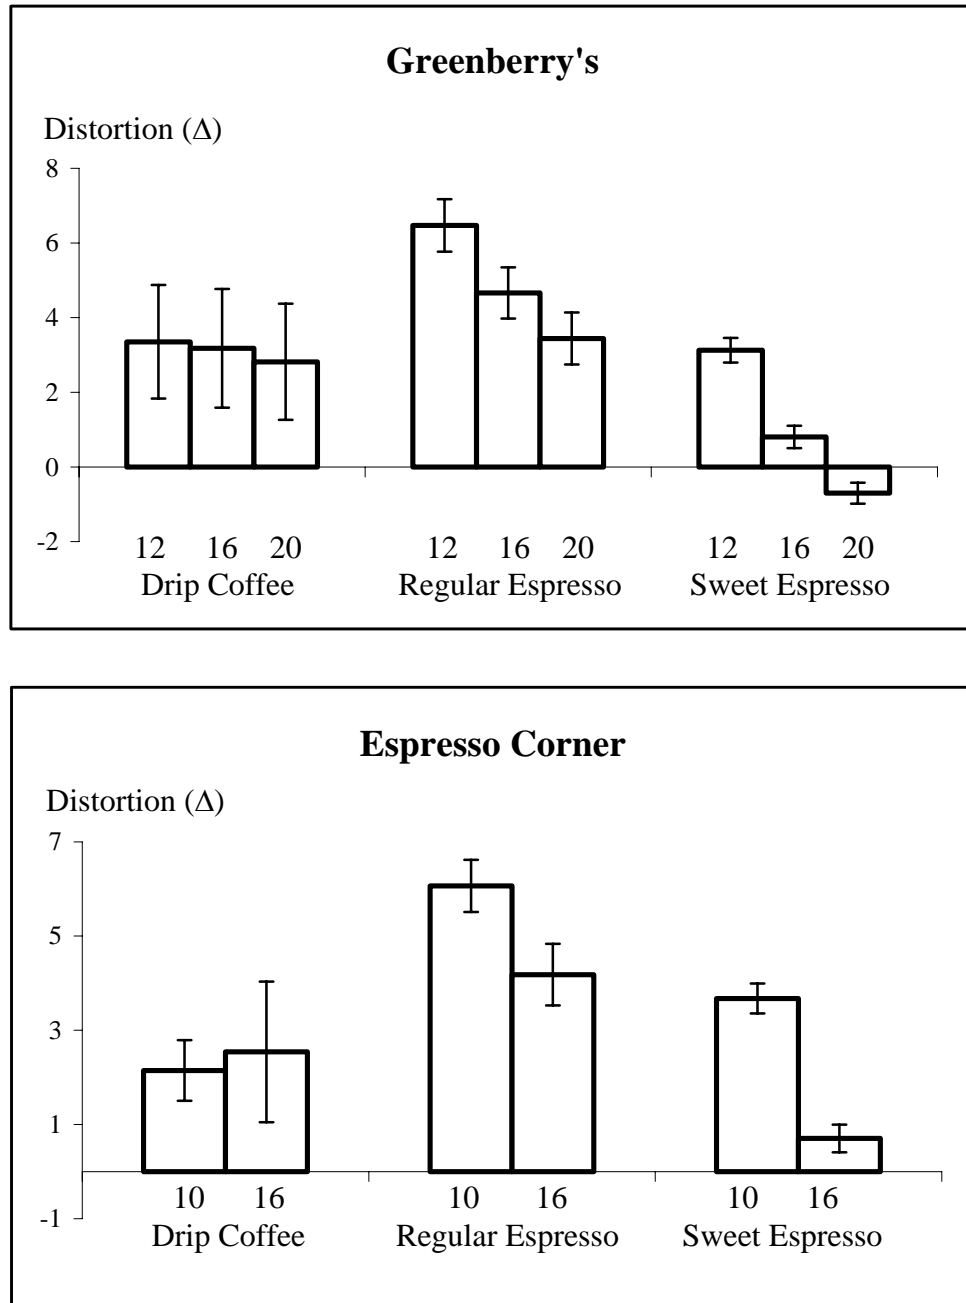 Greenberry's
Distortion (Δ)
8
6
4
2
0
-2
12 16 20 12 16 20 12 16 20
Drip Coffee Regular Espresso Sweet Espresso
Espresso Corner
Distortion (Δ)
7
5
3
1
-1
10 16 10 16 10 16
Drip Coffee Regular Espresso Sweet Espresso